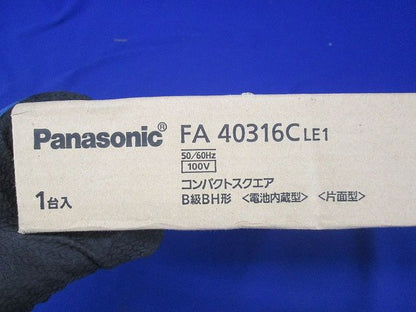 Panasonic® FA 40316C LE1
50/60Hz
100V
コンパクトスクエア
1台入 B級BH形 〈電池内蔵型〉 〈片面型〉